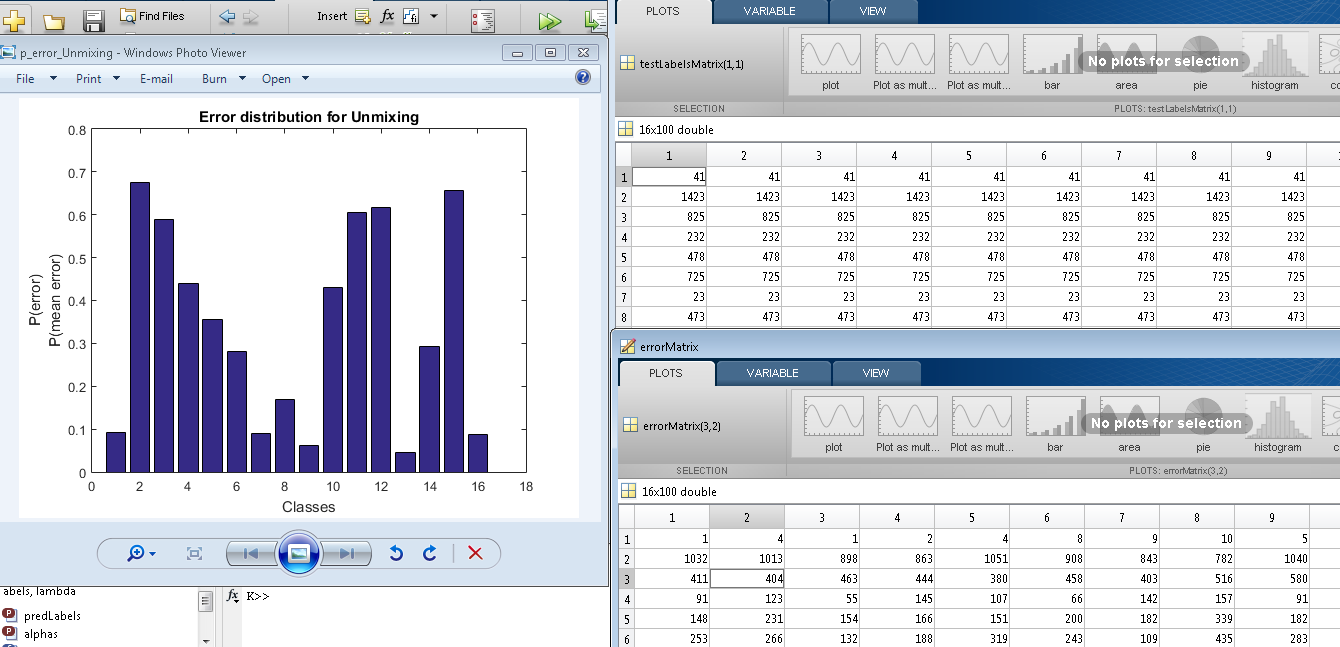 Find Files
Insert fx
p_error_Unmixing - Windows Photo Viewer
File Print E-mail Burn Open
Error distribution for Unmixing
0.8
0.7
0.6
0.5
0.4
0.3
0.2
0.1
0
P(error)
P(mean error)
0 2 4 6 8 10 12 14 16 18
Classes
abels, lambda
predLabels
alphas
fx K>>
PLOTS VARIABLE VIEW
testLabelsMatrix(1,1)
No plots for selection
plot Plot as mult... Plot as mult... bar area pie histogram
SELECTION PLOTS: testLabelsMatrix(1,1)
16x100 double
1 2 3 4 5 6 7 8 9
1 41 41 41 41 41 41 41 41 41
2 1423 1423 1423 1423 1423 1423 1423 1423 1423
3 825 825 825 825 825 825 825 825 825
4 232 232 232 232 232 232 232 232 232
5 478 478 478 478 478 478 478 478 478
6 725 725 725 725 725 725 725 725 725
7 23 23 23 23 23 23 23 23 23
8 473 473 473 473 473 473 473 473 473
errorMatrix
PLOTS VARIABLE VIEW
errorMatrix(3,2)
No plots for selection
plot Plot as mult... Plot as mult... bar area pie histogram
SELECTION PLOTS: errorMatrix(3,2)
16x100 double
1 2 3 4 5 6 7 8 9
1 1 4 1 2 4 8 9 10 5
2 1032 1013 898 863 1051 908 843 782 1040
3 411 404 463 444 380 458 403 516 580
4 91 123 55 145 107 66 142 157 91
5 148 231 154 166 151 200 182 339 182
6 253 266 132 188 319 243 109 435 283